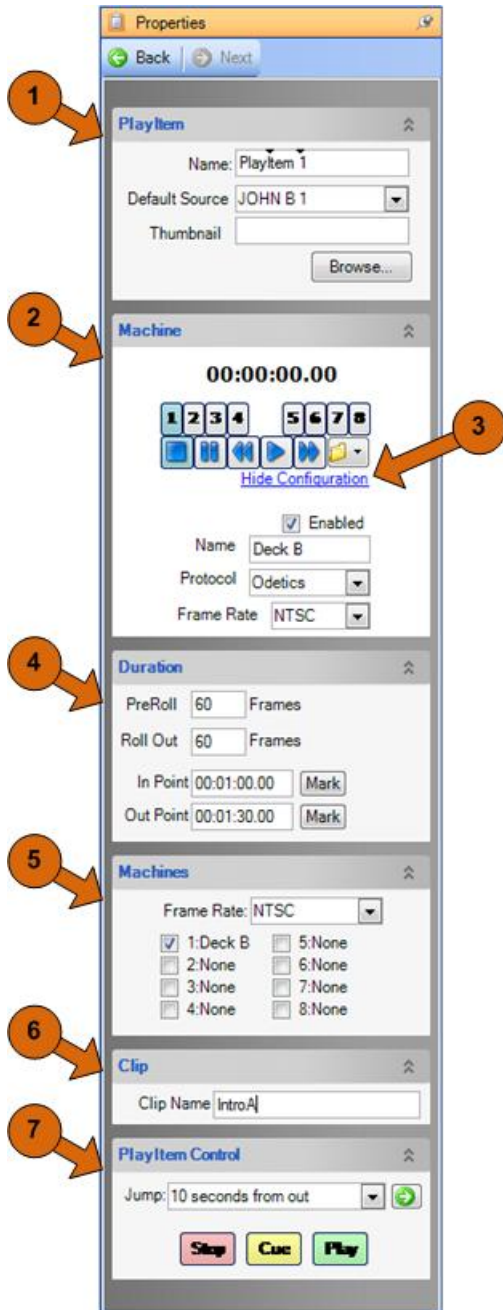 Properties
Back Next
1
PlayItem
Name: PlayItem 1
Default Source JOHN B 1
Thumbnail
Browse...
2
Machine
00:00:00.00
1 2 3 4 5 6 7 8
3
Hide Configuration
Enabled
Name Deck B
Protocol Odetics
Frame Rate NTSC
4
Duration
PreRoll 60 Frames
Roll Out 60 Frames
In Point 00:01:00.00 Mark
Out Point 00:01:30.00 Mark
5
Machines
Frame Rate: NTSC
1:Deck B 5:None
2:None 6:None
3:None 7:None
4:None 8:None
6
Clip
Clip Name IntroA
7
PlayItem Control
Jump: 10 seconds from out
Stop Cue Play